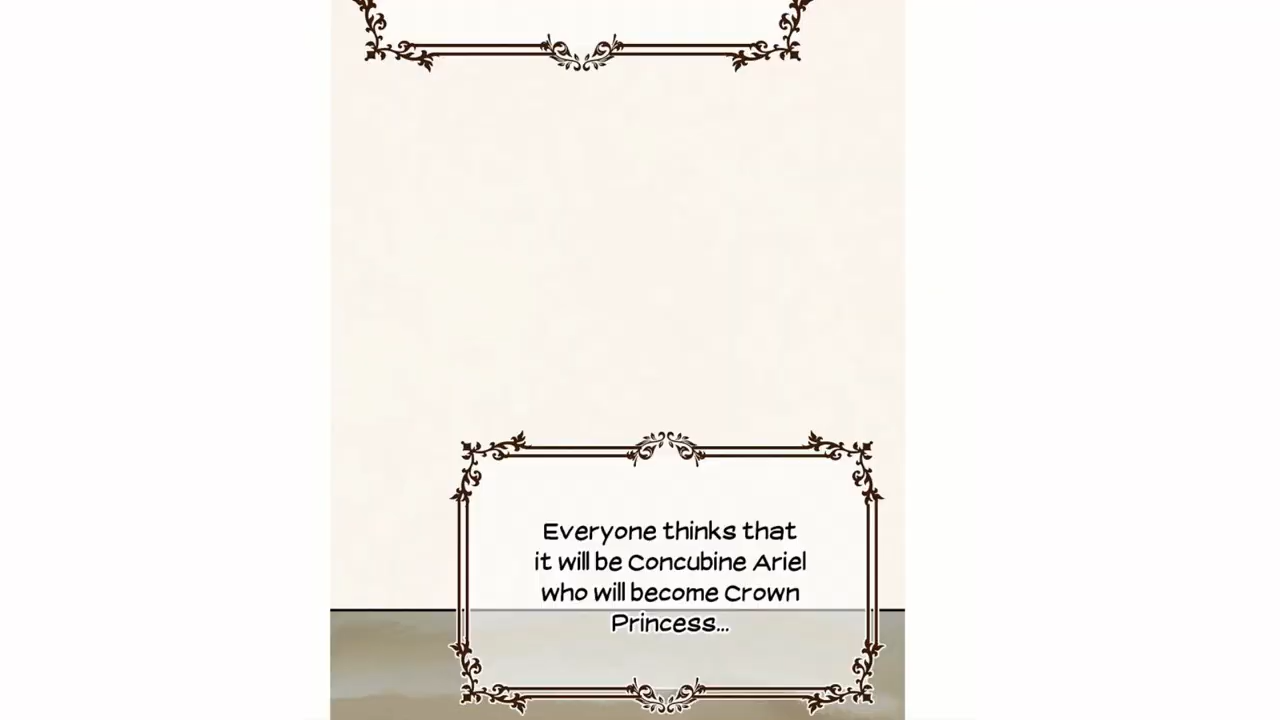 Everyone thinks that
it will be Concubine Ariel
who will become Crown
Princess...